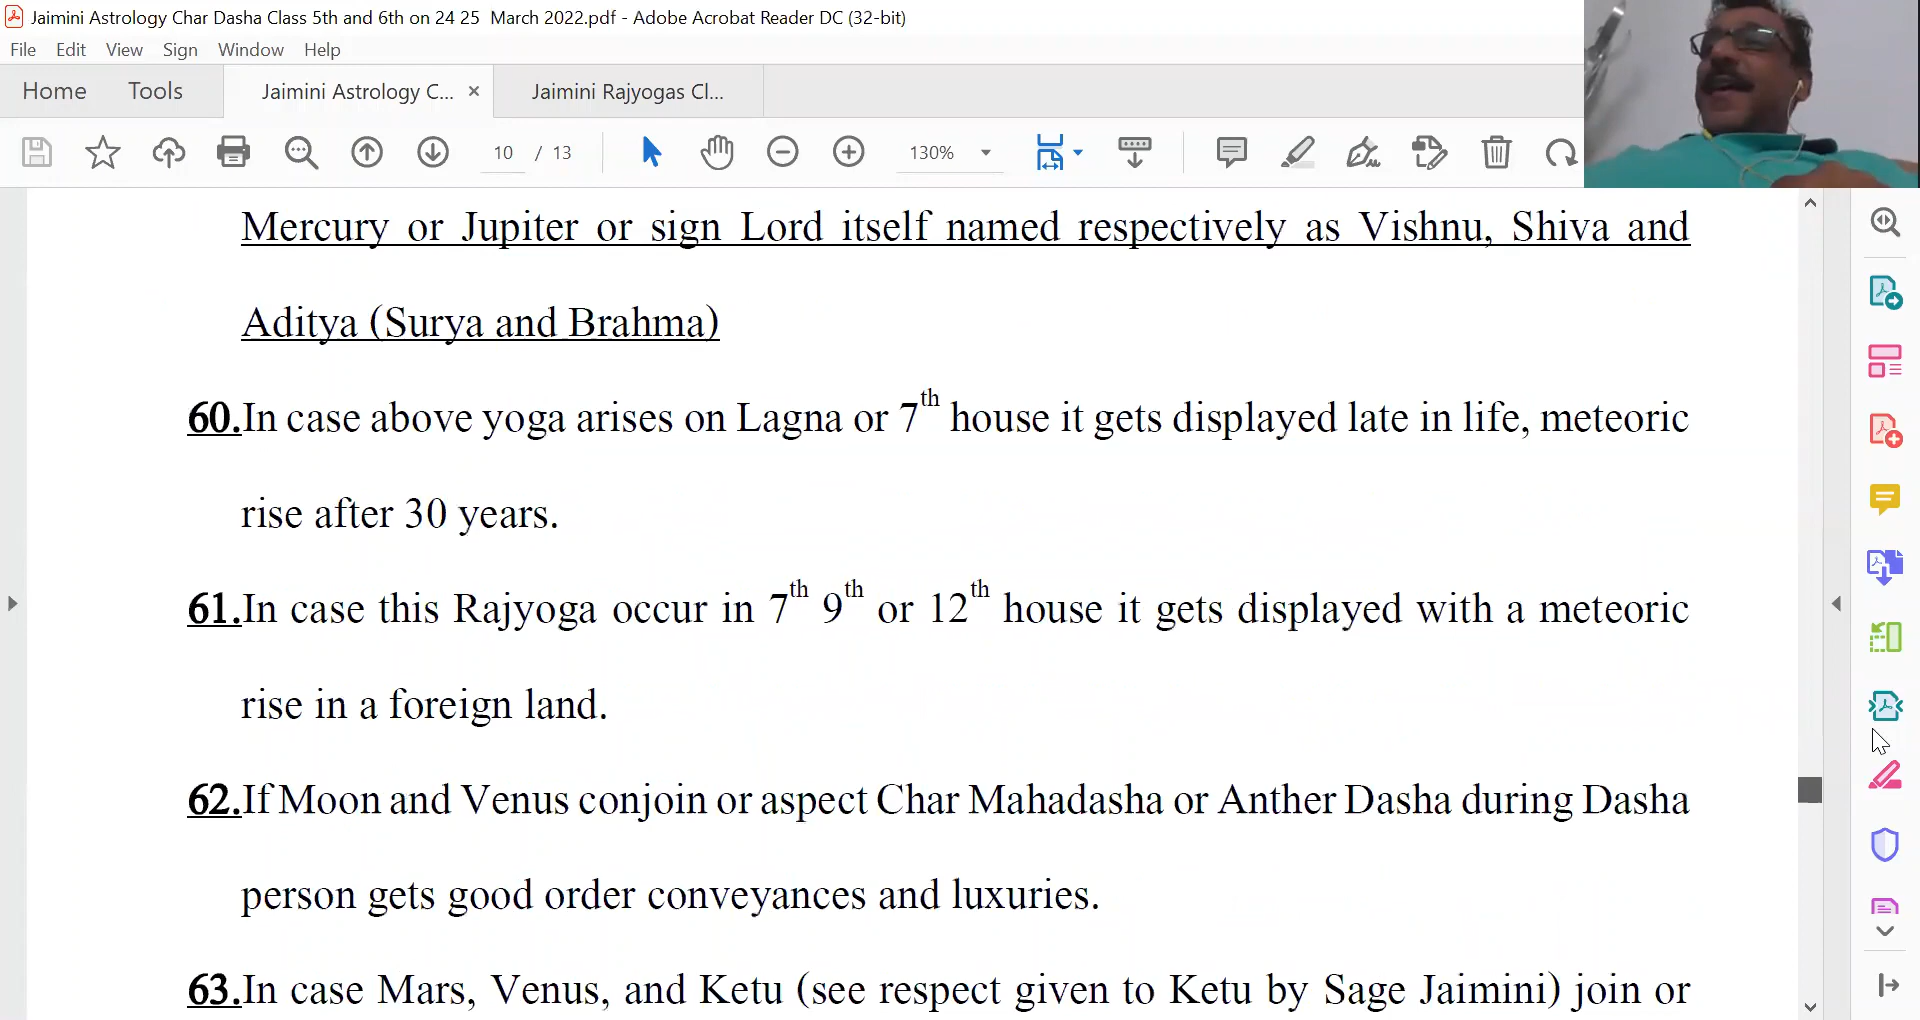 Jaimini Astrology Char Dasha Class 5th and 6th on 24 25 March 2022.pdf - Adobe Acrobat Reader DC (32-bit)
File Edit View Sign Window Help
Home Tools Jaimini Astrology C... × Jaimini Rajyogas Cl...
10 / 13 130%
Mercury or Jupiter or sign Lord itself named respectively as Vishnu, Shiva and
Aditya (Surya and Brahma)
60.In case above yoga arises on Lagna or 7th house it gets displayed late in life, meteoric
rise after 30 years.
61.In case this Rajyoga occur in 7th 9th or 12th house it gets displayed with a meteoric
rise in a foreign land.
62.If Moon and Venus conjoin or aspect Char Mahadasha or Anther Dasha during Dasha
person gets good order conveyances and luxuries.
63.In case Mars, Venus, and Ketu (see respect given to Ketu by Sage Jaimini) join or